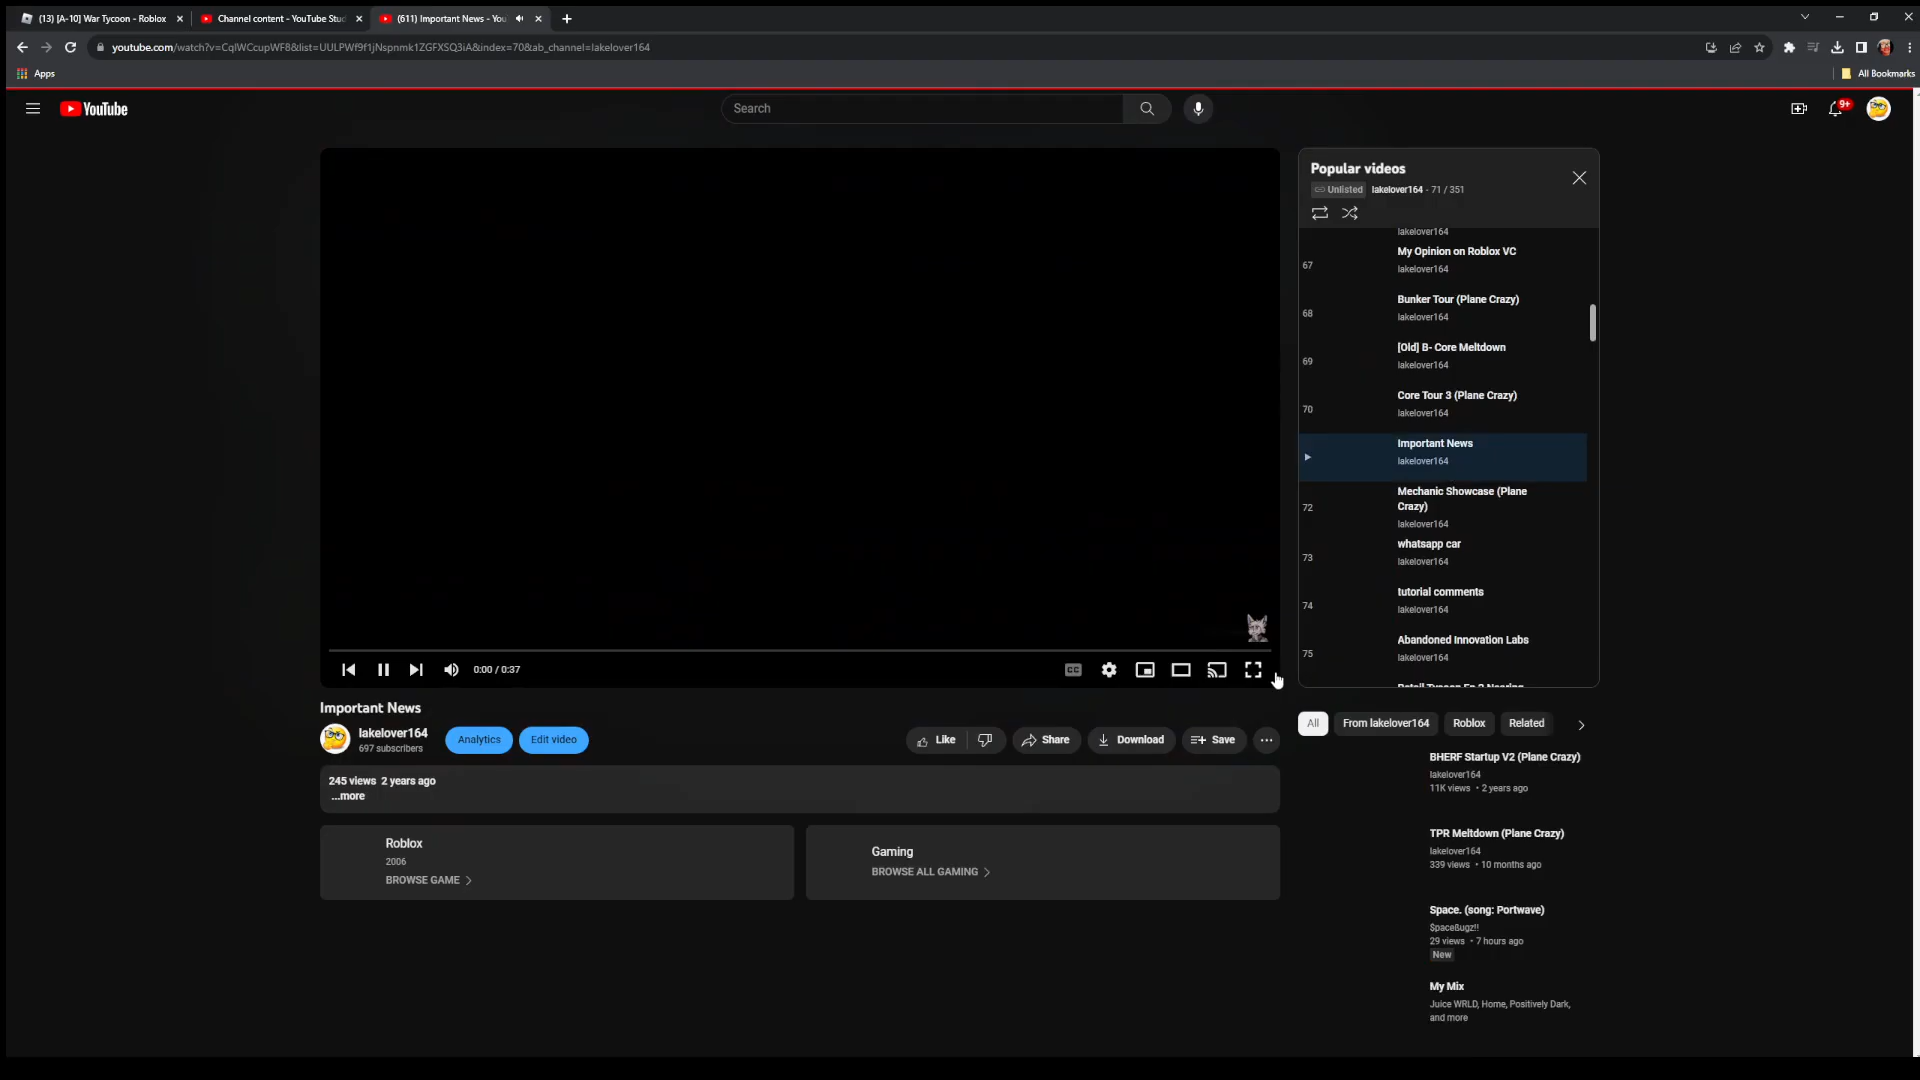 (13) [A-10] War Tycoon - Roblox
Channel content - YouTube Stud
(611) Important News - You
youtube.com/watch?v=CqlWCcupWF8&list=UULPWf9f1jNspnmk1ZGFXSQ3iA&index=70&ab_channel=lakelover164
Apps
All Bookmarks
YouTube
Search
9+
Popular videos
Unlisted lakelover164 - 71 / 351
lakelover164
67
My Opinion on Roblox VC
lakelover164
68
Bunker Tour (Plane Crazy)
lakelover164
69
[Old] B- Core Meltdown
lakelover164
70
Core Tour 3 (Plane Crazy)
lakelover164
Important News
lakelover164
72
Mechanic Showcase (Plane
Crazy)
lakelover164
73
whatsapp car
lakelover164
74
tutorial comments
lakelover164
75
Abandoned Innovation Labs
lakelover164
0:00 / 0:37
CC
Important News
lakelover164
697 subscribers
Analytics
Edit video
Like
Share
Download
Save
245 views 2 years ago
...more
Roblox
2006
BROWSE GAME
Gaming
BROWSE ALL GAMING
All
From lakelover164
Roblox
Related
BHERF Startup V2 (Plane Crazy)
lakelover164
11K views • 2 years ago
TPR Meltdown (Plane Crazy)
lakelover164
339 views • 10 months ago
Space. (song: Portwave)
$paceßugz!!
29 views • 7 hours ago
New
My Mix
Juice WRLD, Home, Positively Dark,
and more